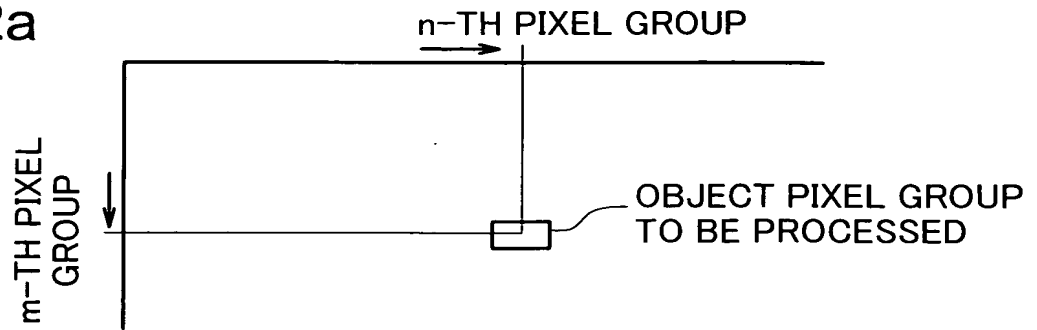 2a
n-TH PIXEL GROUP
m-TH PIXEL
GROUP
OBJECT PIXEL GROUP
TO BE PROCESSED